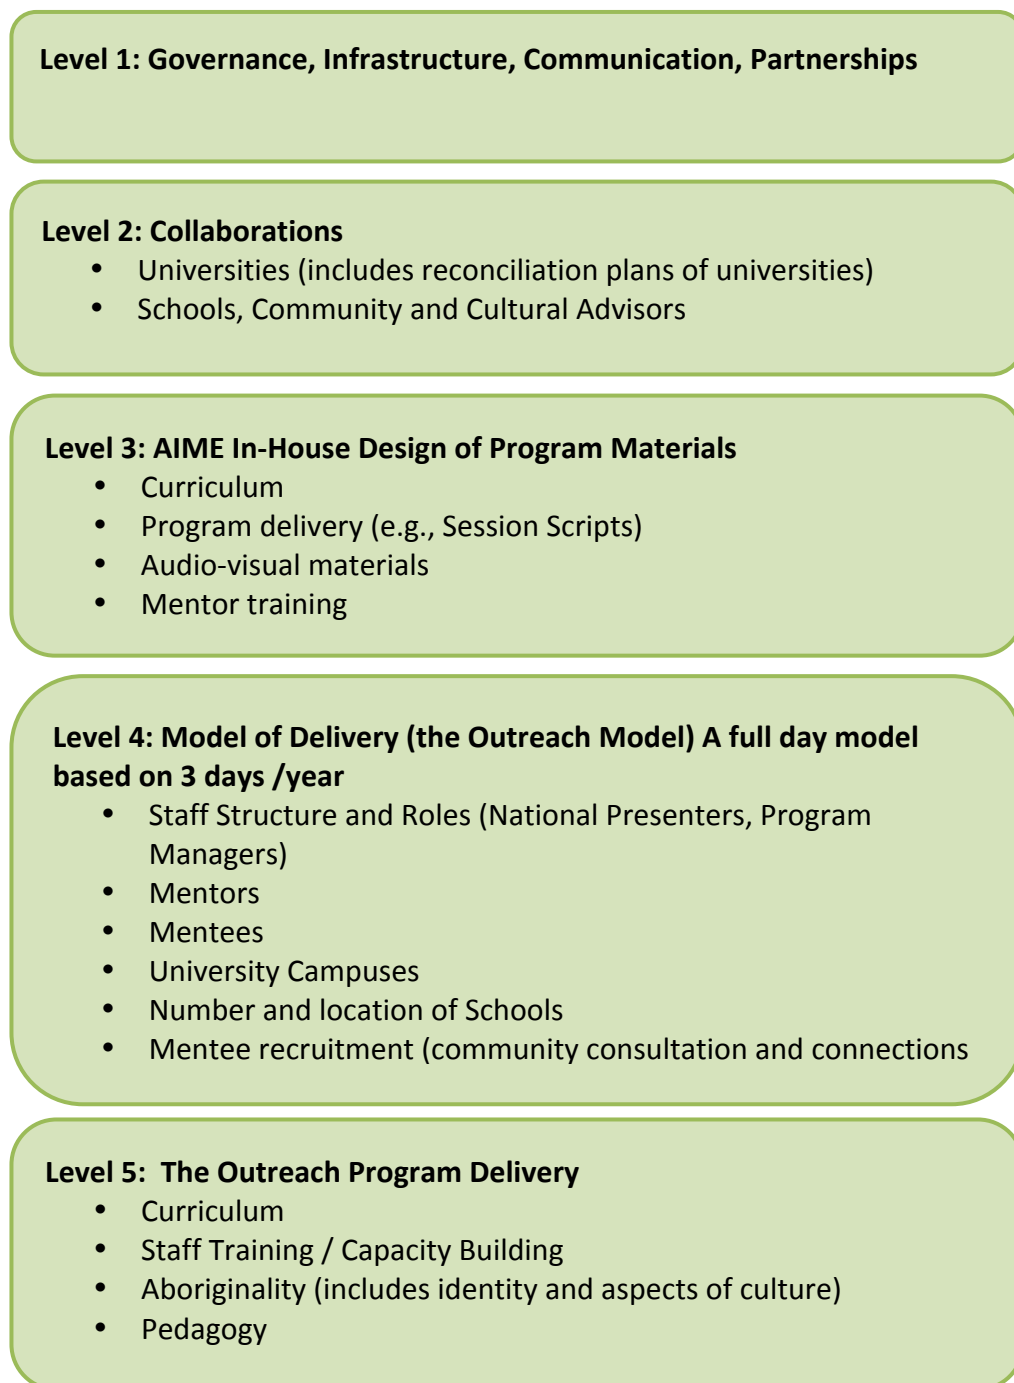 Level 1: Governance, Infrastructure, Communication, Partnerships
Level 2: Collaborations
• Universities (includes reconciliation plans of universities)
• Schools, Community and Cultural Advisors
Level 3: AIME In-House Design of Program Materials
• Curriculum
• Program delivery (e.g., Session Scripts)
• Audio-visual materials
• Mentor training
Level 4: Model of Delivery (the Outreach Model) A full day model
based on 3 days /year
• Staff Structure and Roles (National Presenters, Program
Managers)
• Mentors
• Mentees
• University Campuses
• Number and location of Schools
• Mentee recruitment (community consultation and connections
Level 5:  The Outreach Program Delivery
• Curriculum
• Staff Training / Capacity Building
• Aboriginality (includes identity and aspects of culture)
• Pedagogy